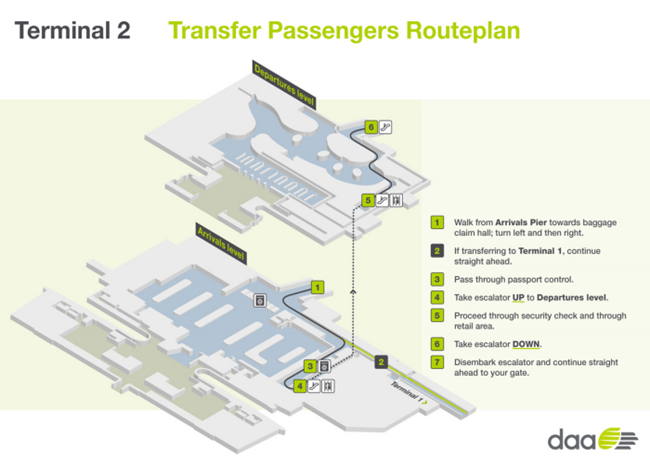 Terminal 2 Transfer Passengers Routeplan
Departures level
6
5
Arrivals level
1
3
4
2
Terminal 1
1 Walk from Arrivals Pier towards baggage
claim hall; turn left and then right.
2 If transferring to Terminal 1, continue
straight ahead.
3 Pass through passport control.
4 Take escalator UP to Departures level.
5 Proceed through security check and through
retail area.
6 Take escalator DOWN.
7 Disembark escalator and continue straight
ahead to your gate.
daa